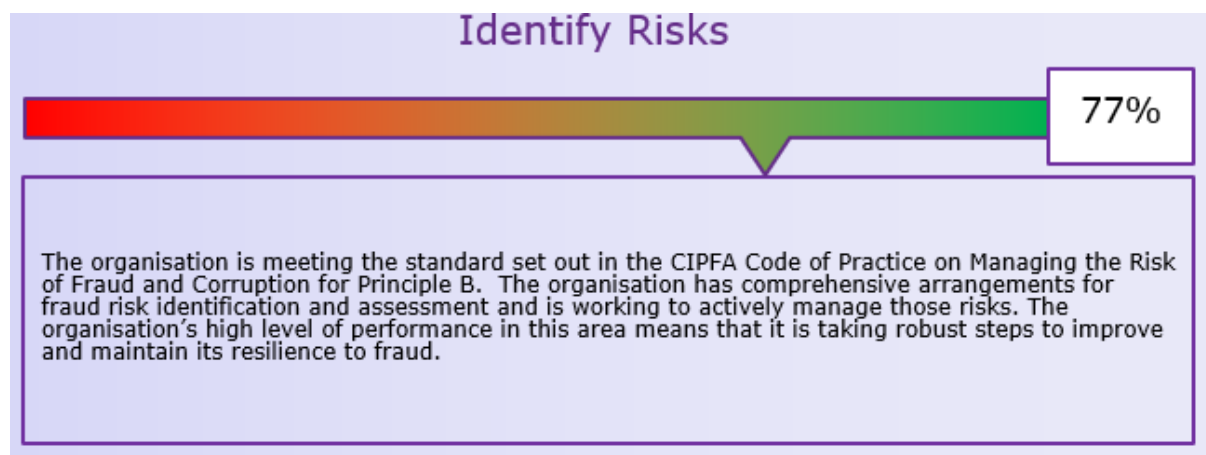 Identify Risks
77%
The organisation is meeting the standard set out in the CIPFA Code of Practice on Managing the Risk
of Fraud and Corruption for Principle B.  The organisation has comprehensive arrangements for
fraud risk identification and assessment and is working to actively manage those risks. The
organisation’s high level of performance in this area means that it is taking robust steps to improve
and maintain its resilience to fraud.